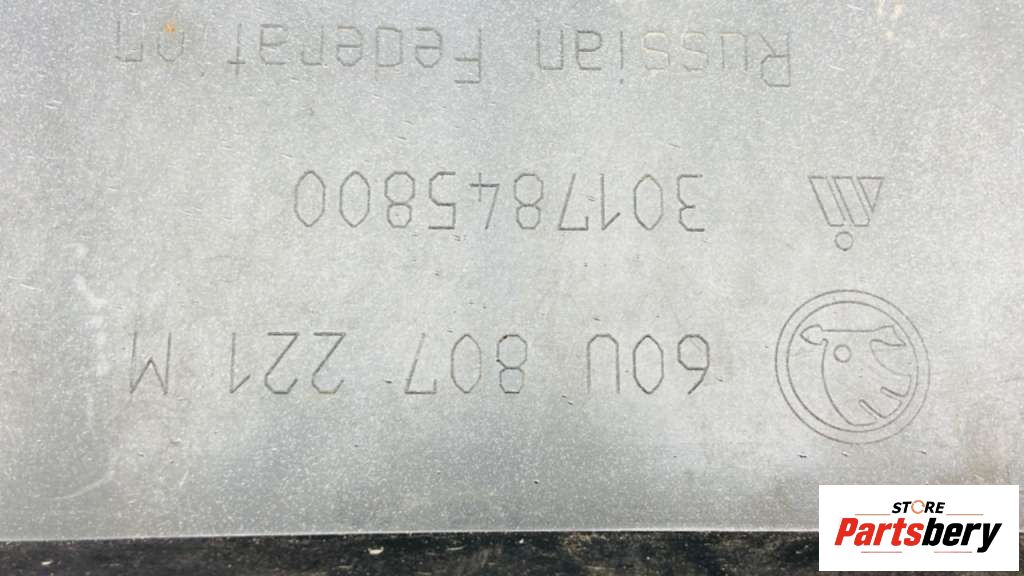 60U 807 221 M
3017845800
Russian Federation
STORE
Partsbery